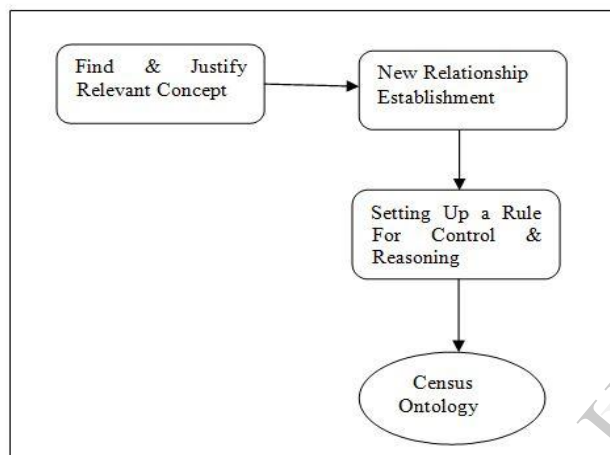 Find & Justify
Relevant Concept
New Relationship
Establishment
Setting Up a Rule
For Control &
Reasoning
Census
Ontology